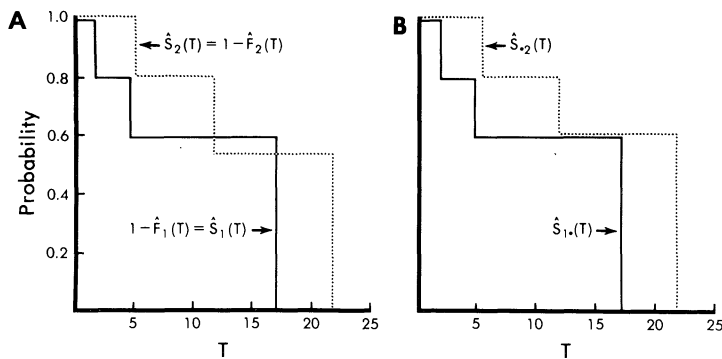 A
Probability
1.0
0.8
0.6
0.4
0.2
Ŝ₂(T) = 1−F̂₂(T)
1−F̂₁(T)=Ŝ₁(T)
5 10 15 20 25
T
B
Ŝ•₂(T)
Ŝ₁•(T)
5 10 15 20 25
T